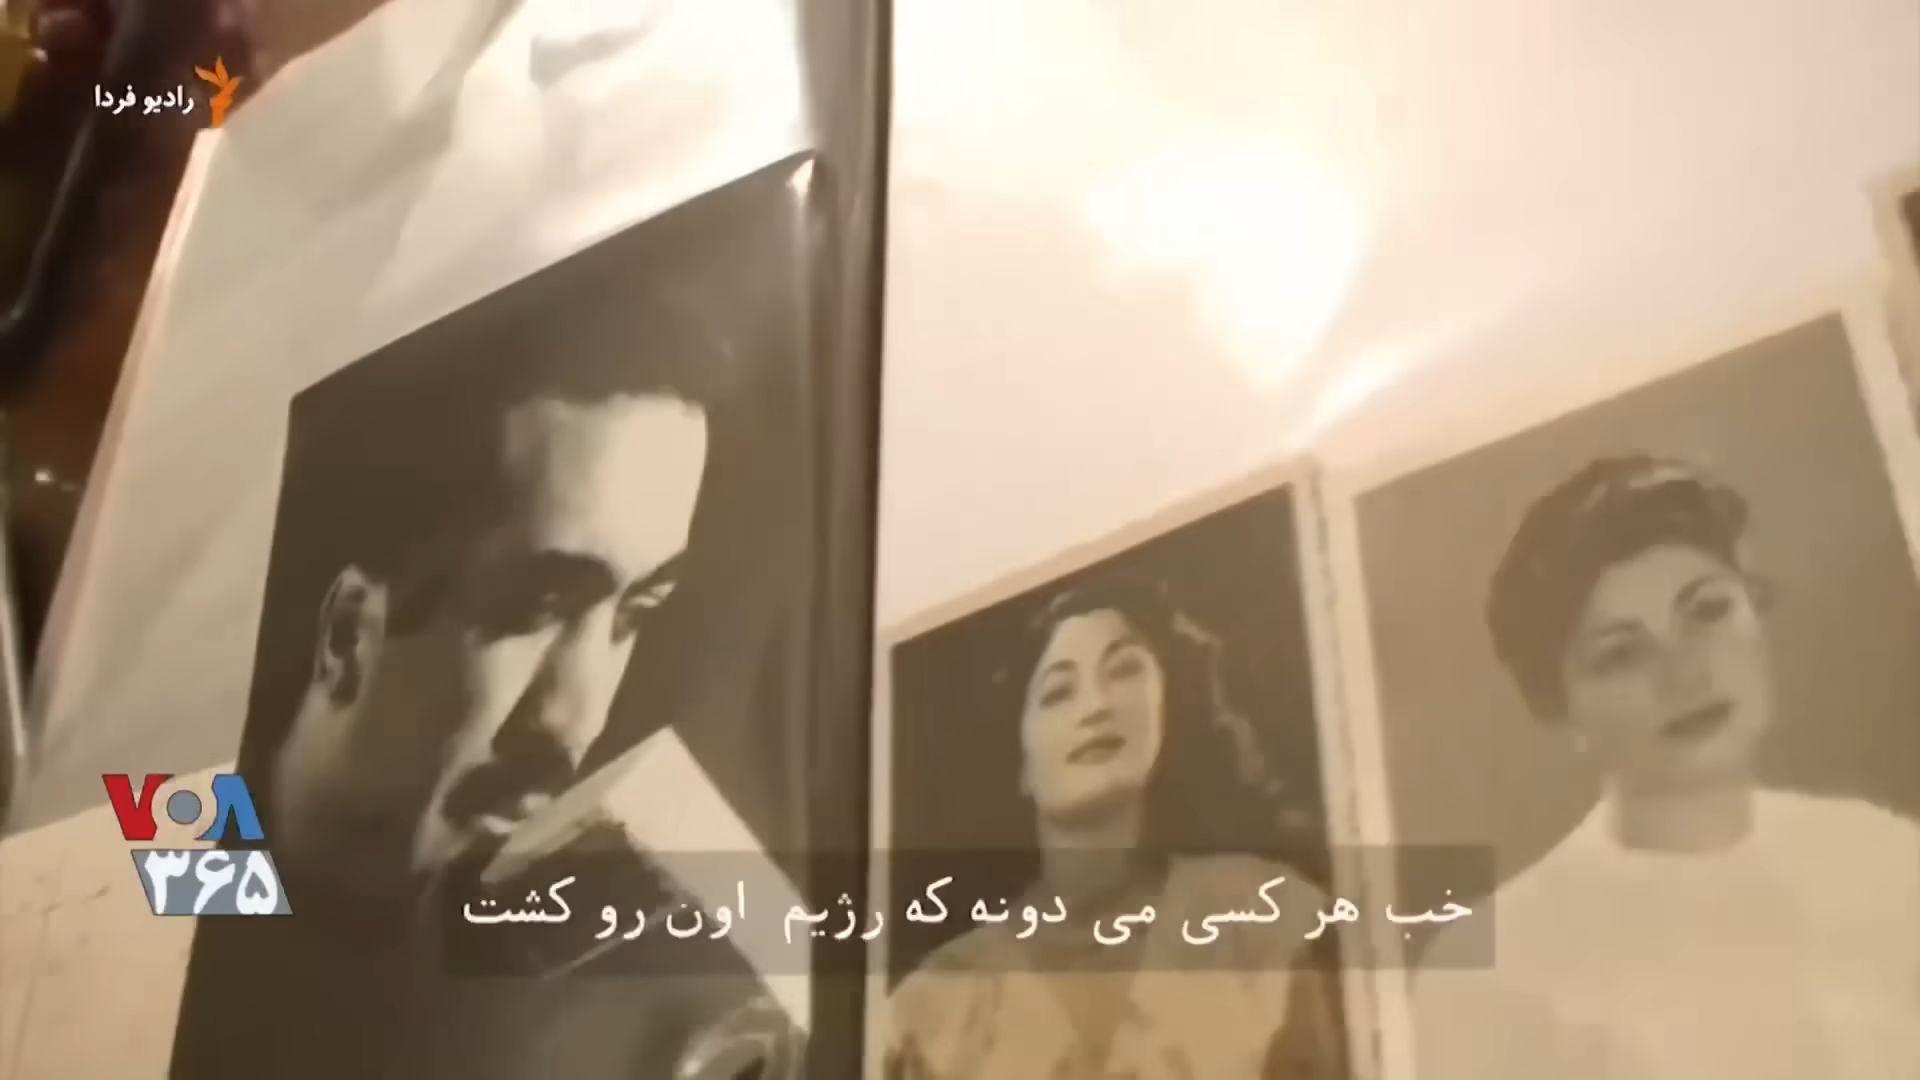 رادیو فردا
VOA
۳۶۵
خب هر کسی می دونه که رژیم اون رو کشت